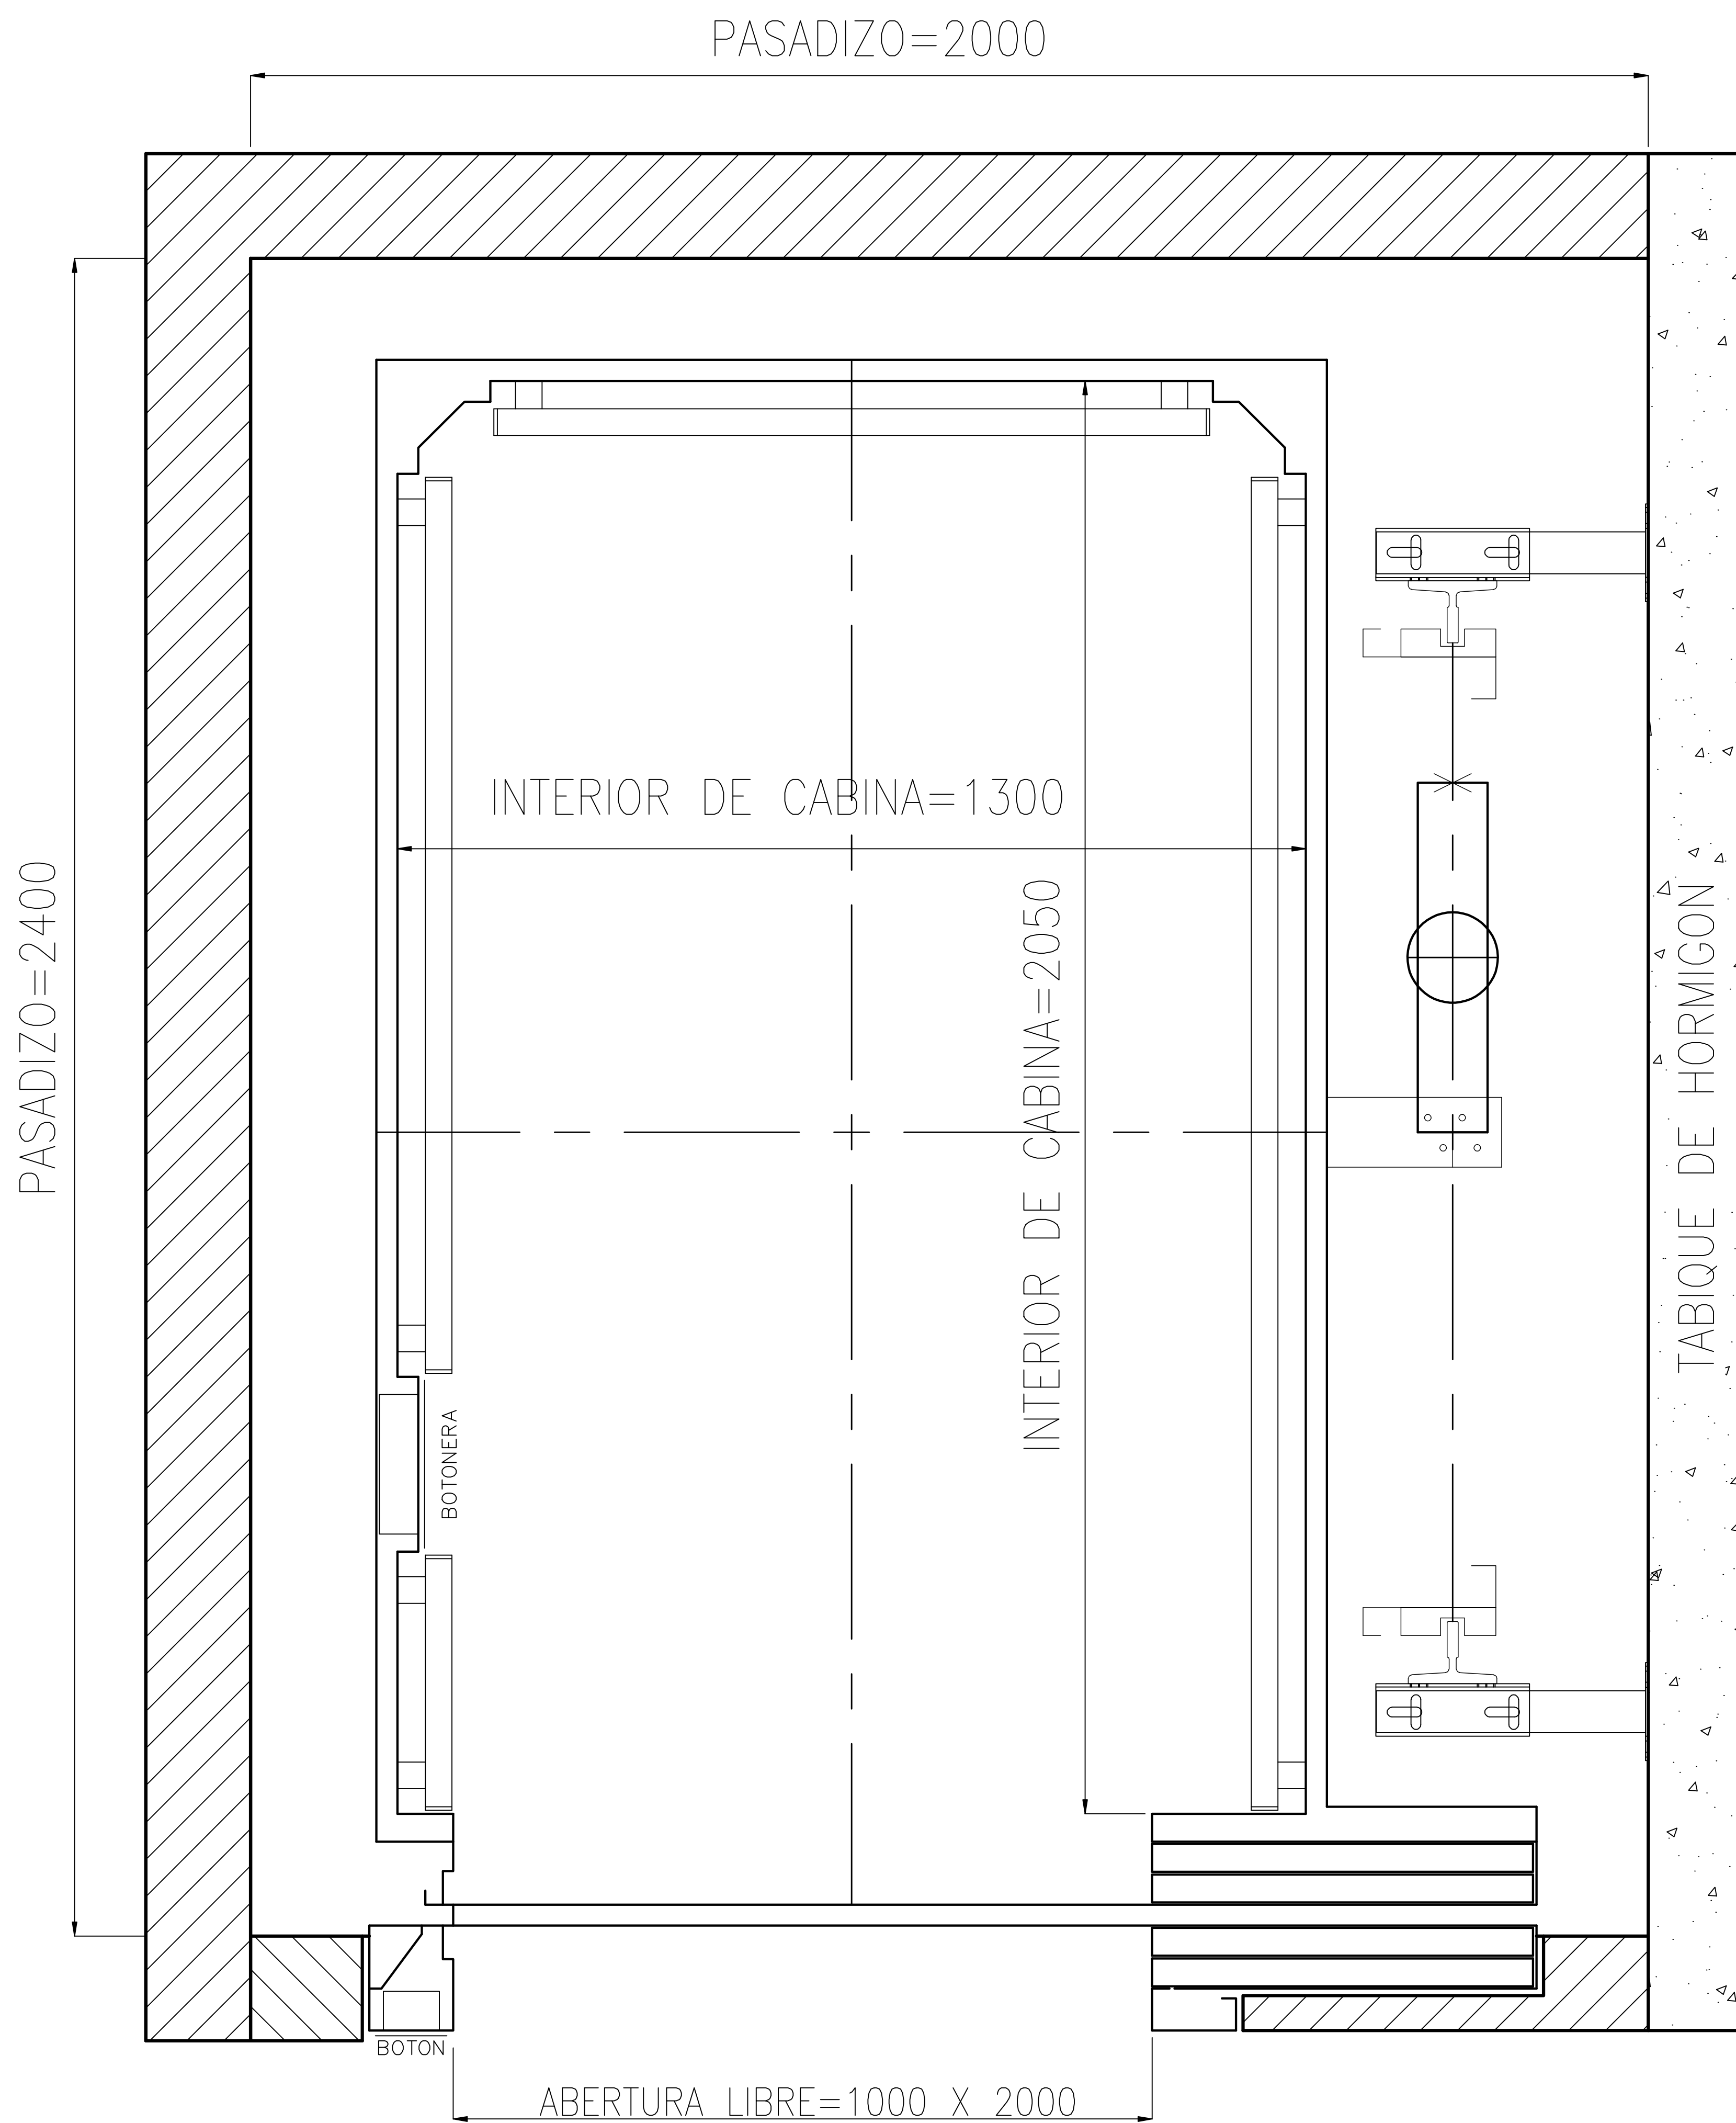 PASADIZO=2000
INTERIOR DE CABINA=1300
PASADIZO=2400
INTERIOR DE CABINA=2050
TABIQUE DE HORMIGON
BOTONERA
BOTON
ABERTURA LIBRE=1000 X 2000